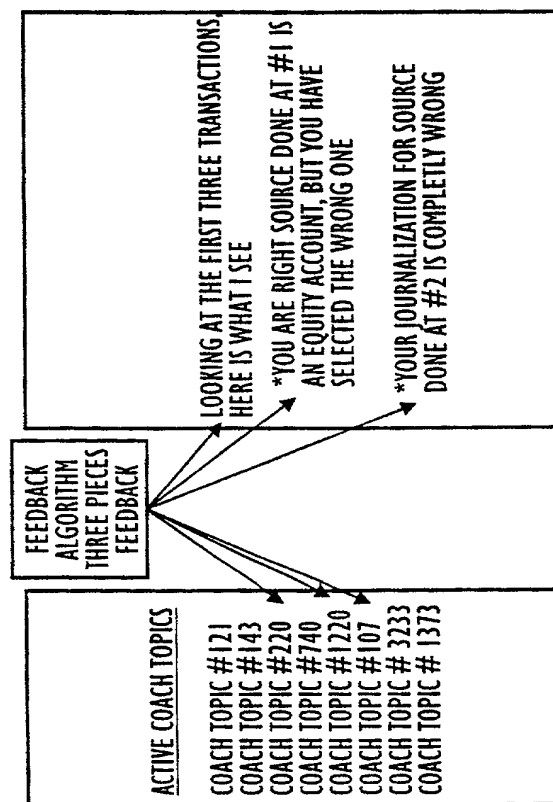 ACTIVE COACH TOPICS
COACH TOPIC #121
COACH TOPIC #143
COACH TOPIC #220
COACH TOPIC #740
COACH TOPIC #1220
COACH TOPIC #107
COACH TOPIC # 3233
COACH TOPIC # 1373
FEEDBACK
ALGORITHM
THREE PIECES
FEEDBACK
LOOKING AT THE FIRST THREE TRANSACTIONS,
HERE IS WHAT I SEE
*YOU ARE RIGHT SOURCE DONE AT #1 IS
AN EQUITY ACCOUNT, BUT YOU HAVE
SELECTED THE WRONG ONE
*YOUR JOURNALIZATION FOR SOURCE
DONE AT #2 IS COMPLETLY WRONG